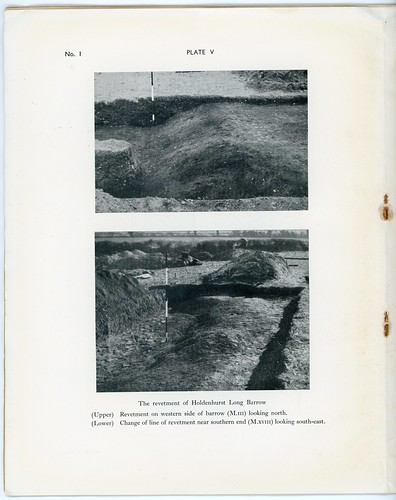 No. 1
PLATE V
The revetment of Holdenhurst Long Barrow
(Upper) Revetment on western side of barrow (M.III) looking north.
(Lower) Change of line of revetment near southern end (M.XVIII) looking south-east.